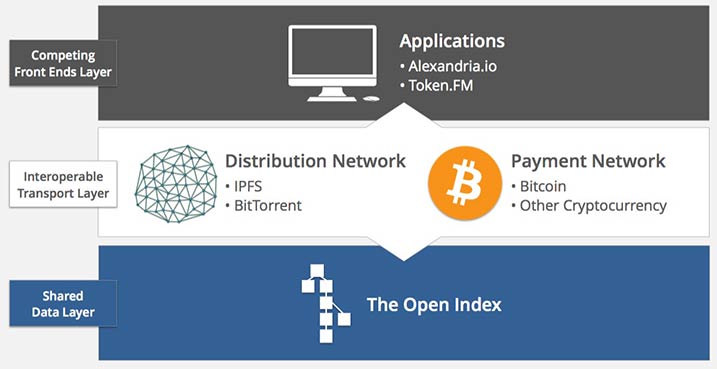 Competing
Front Ends Layer
Applications
• Alexandria.io
• Token.FM
Interoperable
Transport Layer
Distribution Network
• IPFS
• BitTorrent
Payment Network
• Bitcoin
• Other Cryptocurrency
Shared
Data Layer
The Open Index